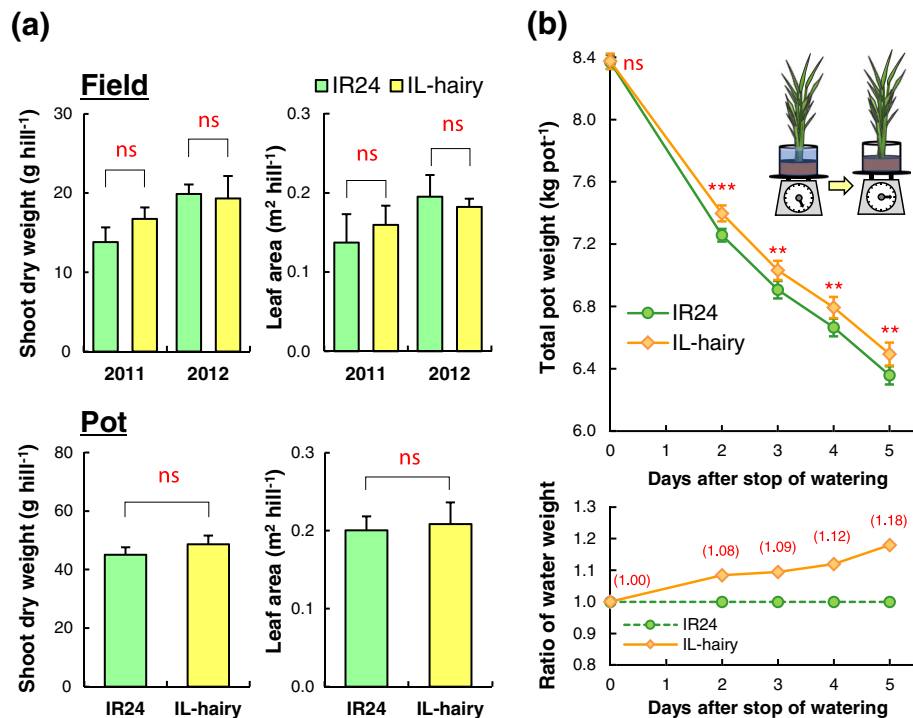 (a)
Field
IR24 IL-hairy
Shoot dry weight (g hill-1)
30
20
10
0
ns
ns
2011 2012
Leaf area (m2 hill-1)
0.3
0.2
0.1
0.0
ns
ns
2011 2012
Pot
Shoot dry weight (g hill-1)
80
60
40
20
0
ns
IR24 IL-hairy
Leaf area (m2 hill-1)
0.3
0.2
0.1
0.0
ns
IR24 IL-hairy
(b)
Total pot weight (kg pot-1)
8.4
7.8
7.2
6.8
6.4
6.0
ns
***
**
**
**
IR24
IL-hairy
0 1 2 3 4 5
Days after stop of watering
Ratio of water weight
1.3
1.2
1.1
1.0
0.9
0.8
(1.00)
(1.08)
(1.09)
(1.12)
(1.18)
IR24
IL-hairy
0 1 2 3 4 5
Days after stop of watering